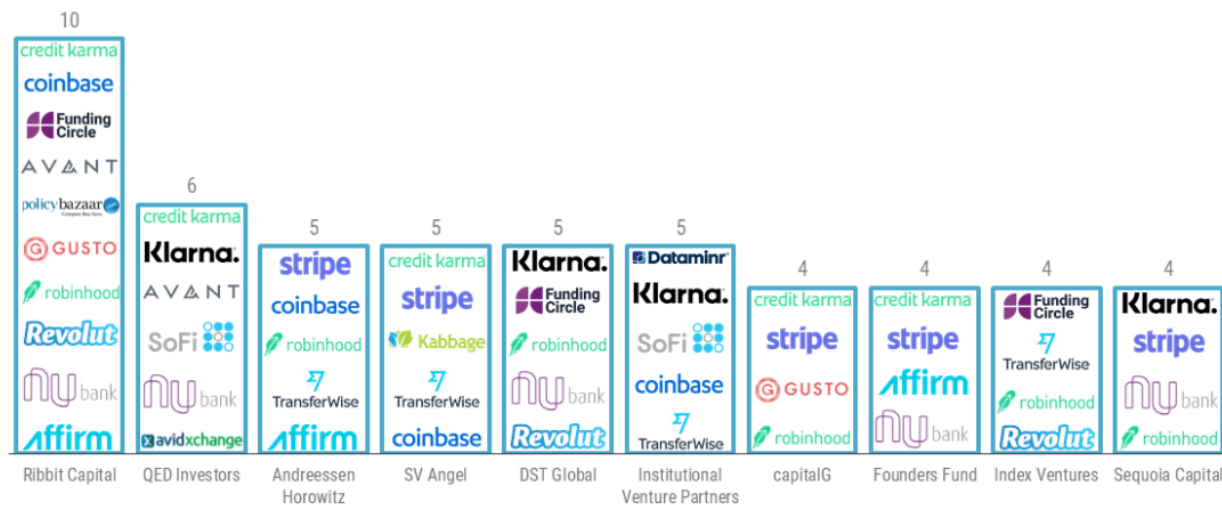 10
credit karma
coinbase
Funding
Circle
AVANT
policybazaar
Compare. Buy. Save.
GUSTO
robinhood
Revolut
nu bank
affirm
Ribbit Capital
6
credit karma
Klarna.
AVANT
SoFi
nu bank
avidxchange
QED Investors
5
stripe
coinbase
robinhood
TransferWise
affirm
Andreessen
Horowitz
5
credit karma
stripe
Kabbage
TransferWise
coinbase
SV Angel
5
Klarna.
Funding
Circle
robinhood
nu bank
Revolut
DST Global
5
Dataminr
Klarna.
SoFi
coinbase
TransferWise
Institutional
Venture Partners
4
credit karma
stripe
GUSTO
robinhood
capitalG
4
credit karma
stripe
affirm
nu bank
Founders Fund
4
Funding
Circle
TransferWise
robinhood
Revolut
Index Ventures
4
Klarna.
stripe
nu bank
robinhood
Sequoia Capital